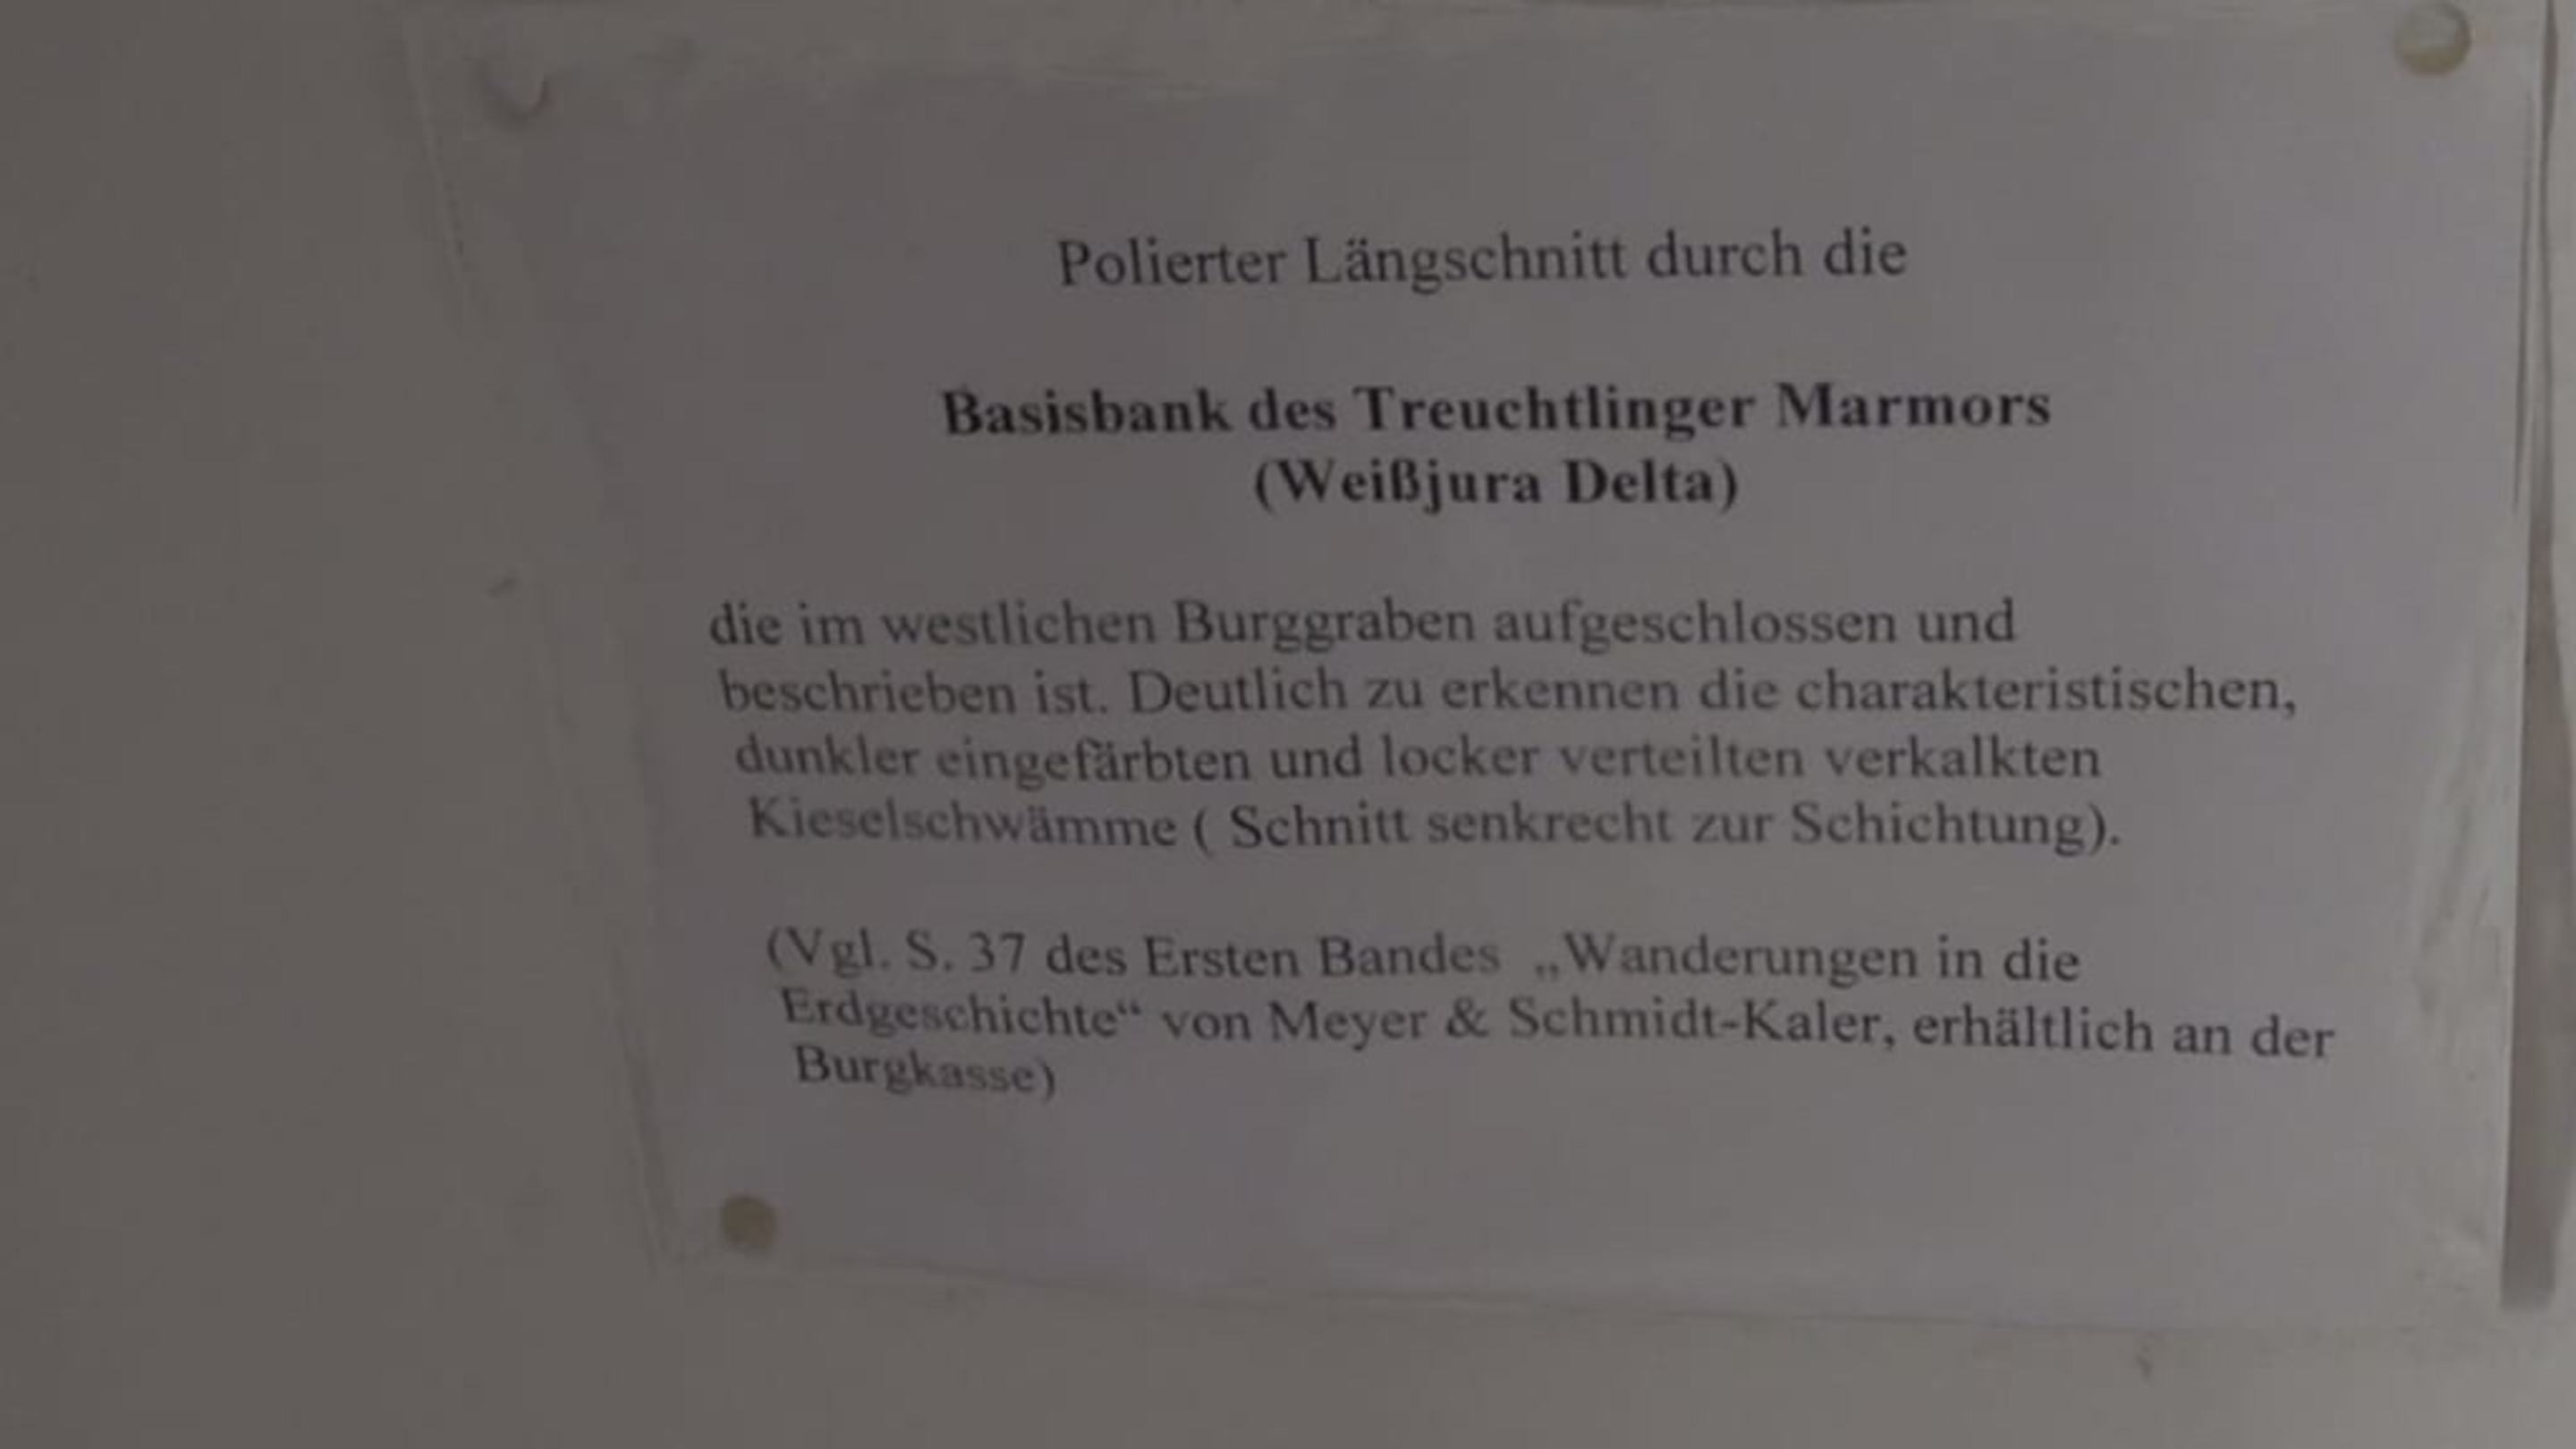 Polierter Längschnitt durch die
Basisbank des Treuchtlinger Marmors
(Weißjura Delta)
die im westlichen Burggraben aufgeschlossen und
beschrieben ist. Deutlich zu erkennen die charakteristischen,
dunkler eingefärbten und locker verteilten verkalkten
Kieselschwämme ( Schnitt senkrecht zur Schichtung).
(Vgl. S. 37 des Ersten Bandes „Wanderungen in die
Erdgeschichte“ von Meyer & Schmidt-Kaler, erhältlich an der
Burgkasse)